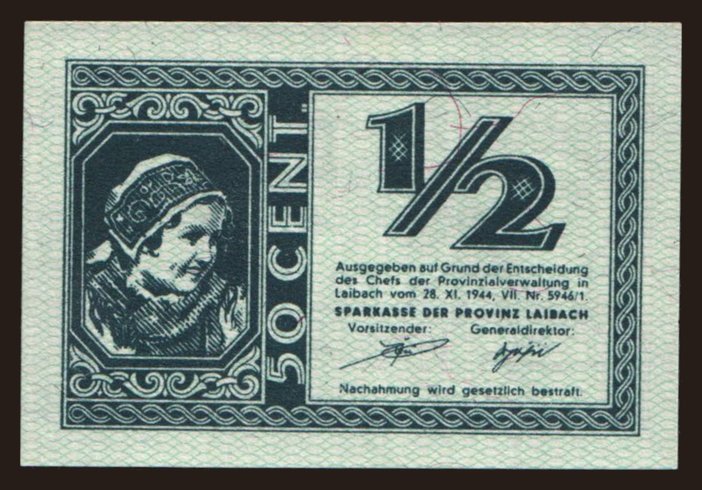 50 CENT.
1/2
Ausgegeben auf Grund der Entscheidung
des Chefs der Provinzialverwaltung in
Laibach vom 28. XI. 1944, VII. Nr. 5946/1.
SPARKASSE DER PROVINZ LAIBACH
Vorsitzender: Generaldirektor:
Nachahmung wird gesetzlich bestraft.